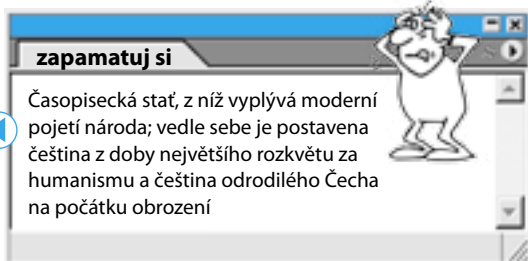 zapamatuj si
Časopisecká stať, z níž vyplývá moderní
pojetí národa; vedle sebe je postavena
čeština z doby největšího rozkvětu za
humanismu a čeština odrodilého Čecha
na počátku obrození